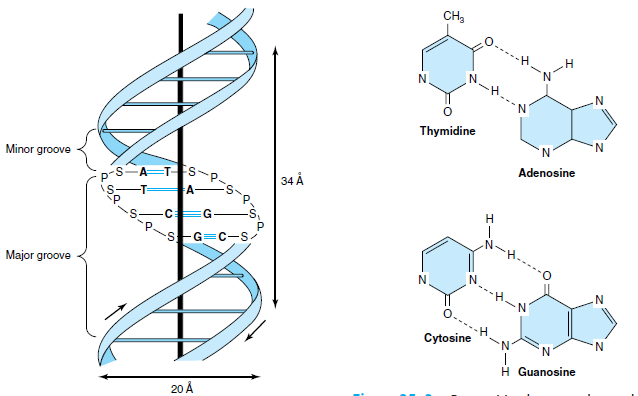 Minor groove
Major groove
P S A T S P
S T A S
P P
S C G S
P P
S G C S
34 Å
20 Å
CH3
O
H
H
N
N
N
H
N
N
O
N
N
Thymidine
Adenosine
H
N
H
O
N
N
H
N
N
O
H
N
N
N
Cytosine
H
Guanosine